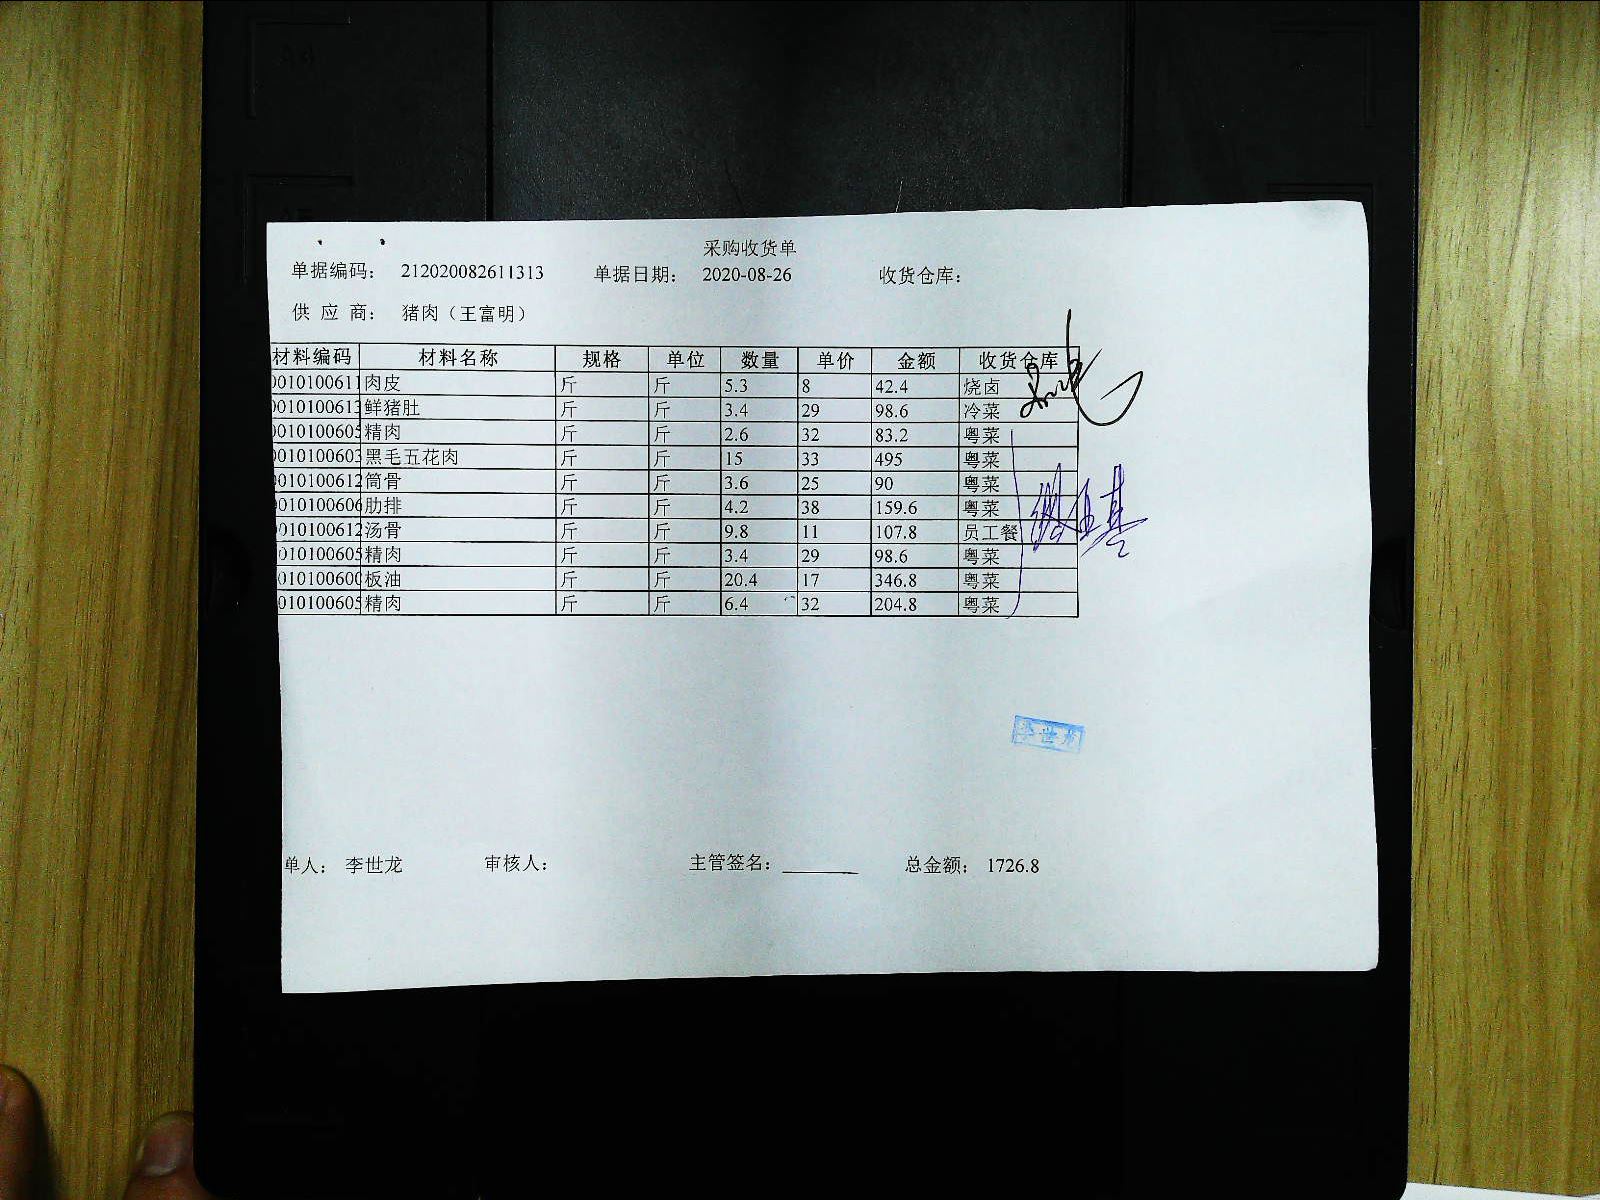 采购收货单
单据编码： 212020082611313 单据日期： 2020-08-26 收货仓库：
供 应 商： 猪肉（王富明）
材料编码 材料名称 规格 单位 数量 单价 金额 收货仓库
0010100611 肉皮 斤 斤 5.3 8 42.4 烧卤
0010100613 鲜猪肚 斤 斤 3.4 29 98.6 冷菜
0010100605 精肉 斤 斤 2.6 32 83.2 粤菜
0010100603 黑毛五花肉 斤 斤 15 33 495 粤菜
0010100612 筒骨 斤 斤 3.6 25 90 粤菜
0010100606 肋排 斤 斤 4.2 38 159.6 粤菜
0010100612 汤骨 斤 斤 9.8 11 107.8 员工餐
0010100605 精肉 斤 斤 3.4 29 98.6 粤菜
010100600 板油 斤 斤 20.4 17 346.8 粤菜
010100605 精肉 斤 斤 6.4 32 204.8 粤菜
单人： 李世龙 审核人： 主管签名： 总金额： 1726.8